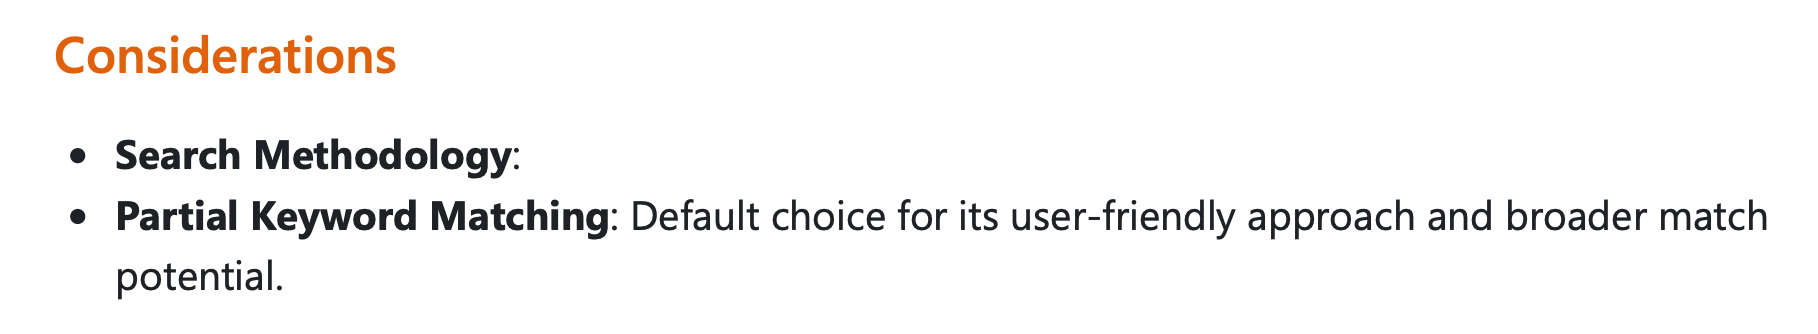 Considerations
• Search Methodology:
• Partial Keyword Matching: Default choice for its user-friendly approach and broader match
potential.